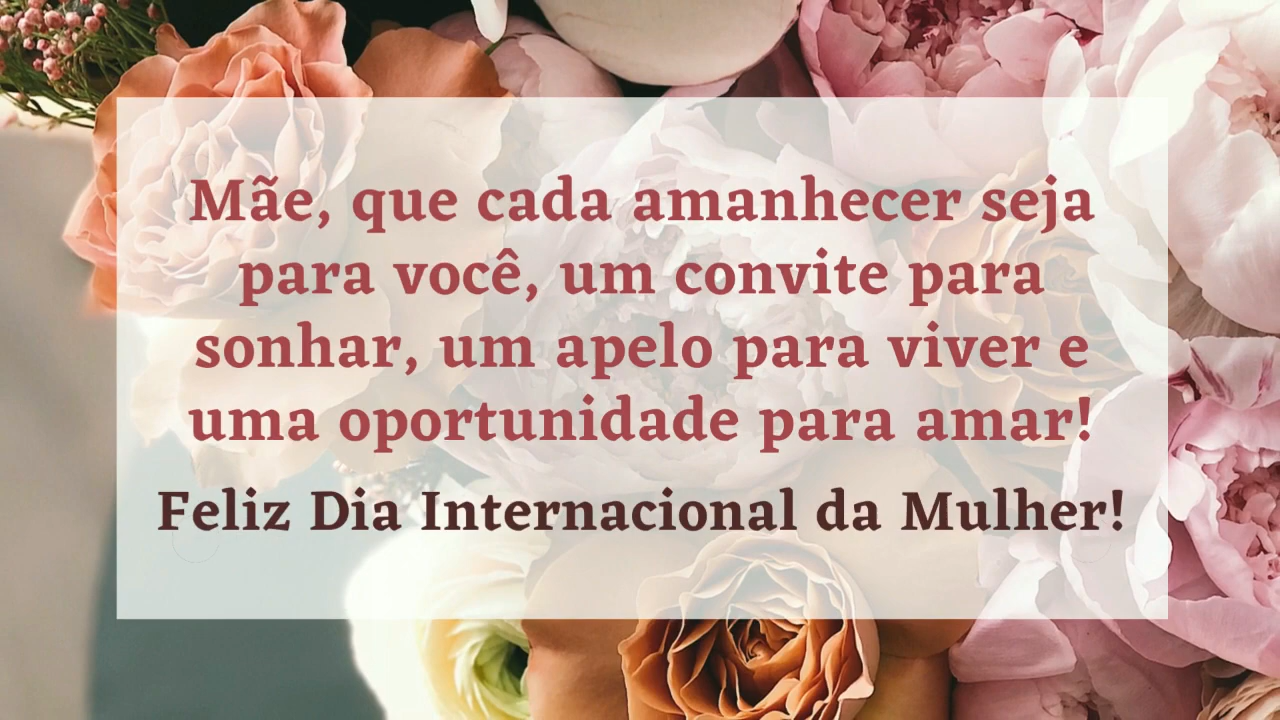 Mãe, que cada amanhecer seja
para você, um convite para
sonhar, um apelo para viver e
uma oportunidade para amar!
Feliz Dia Internacional da Mulher!